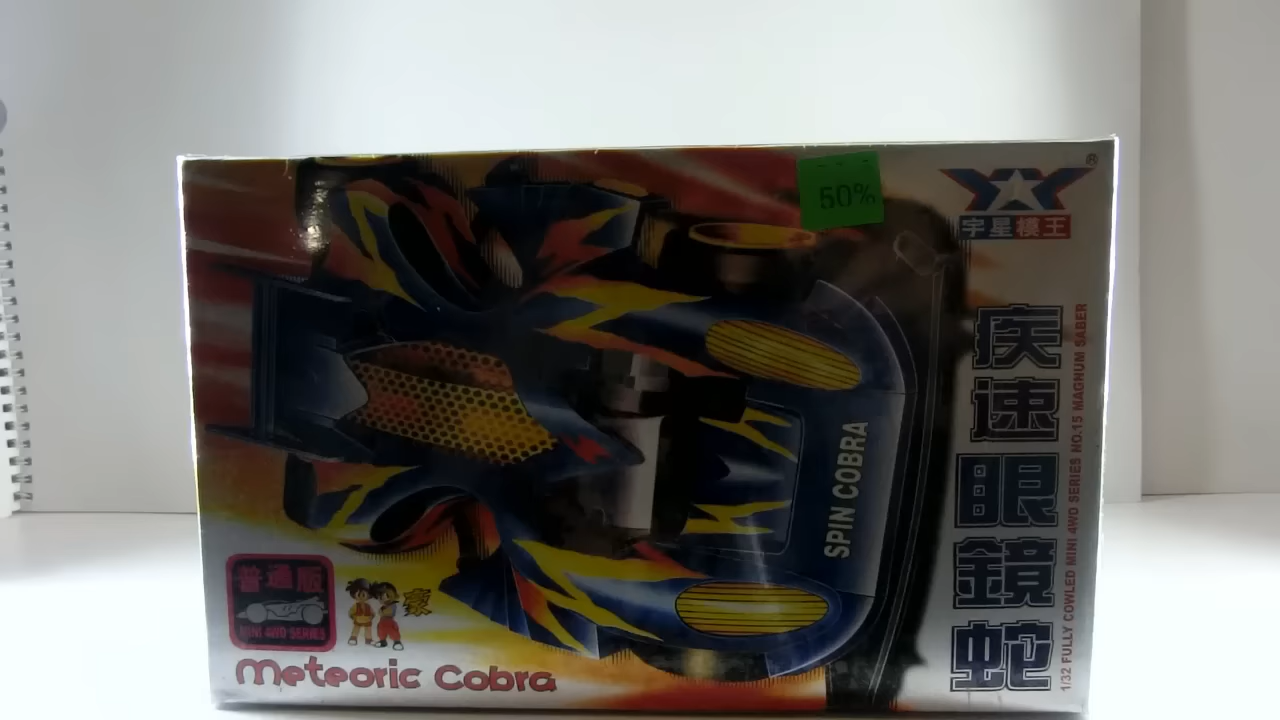 50%
®
宇星模王
疾速眼鏡蛇
1/32 FULLY COWLED MINI 4WD SERIES NO.15 MAGNUM SABER
SPIN COBRA
普通版
MINI 4WD SERIES
豪
Meteoric Cobra